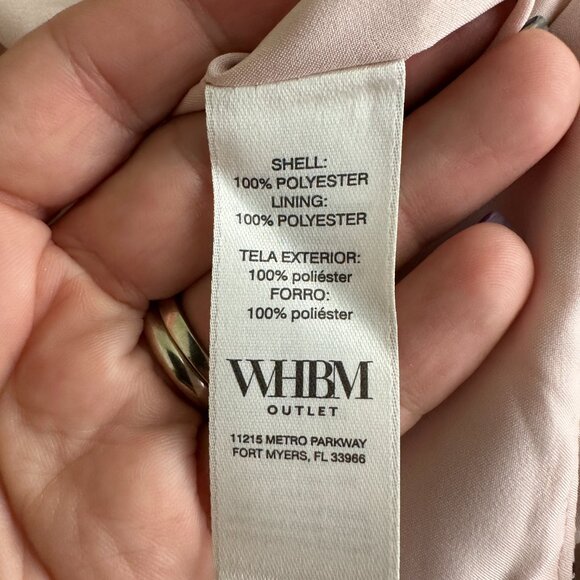 SHELL:
100% POLYESTER
LINING:
100% POLYESTER
TELA EXTERIOR:
100% poliéster
FORRO:
100% poliéster
WHBM
OUTLET
11215 METRO PARKWAY
FORT MYERS, FL 33966